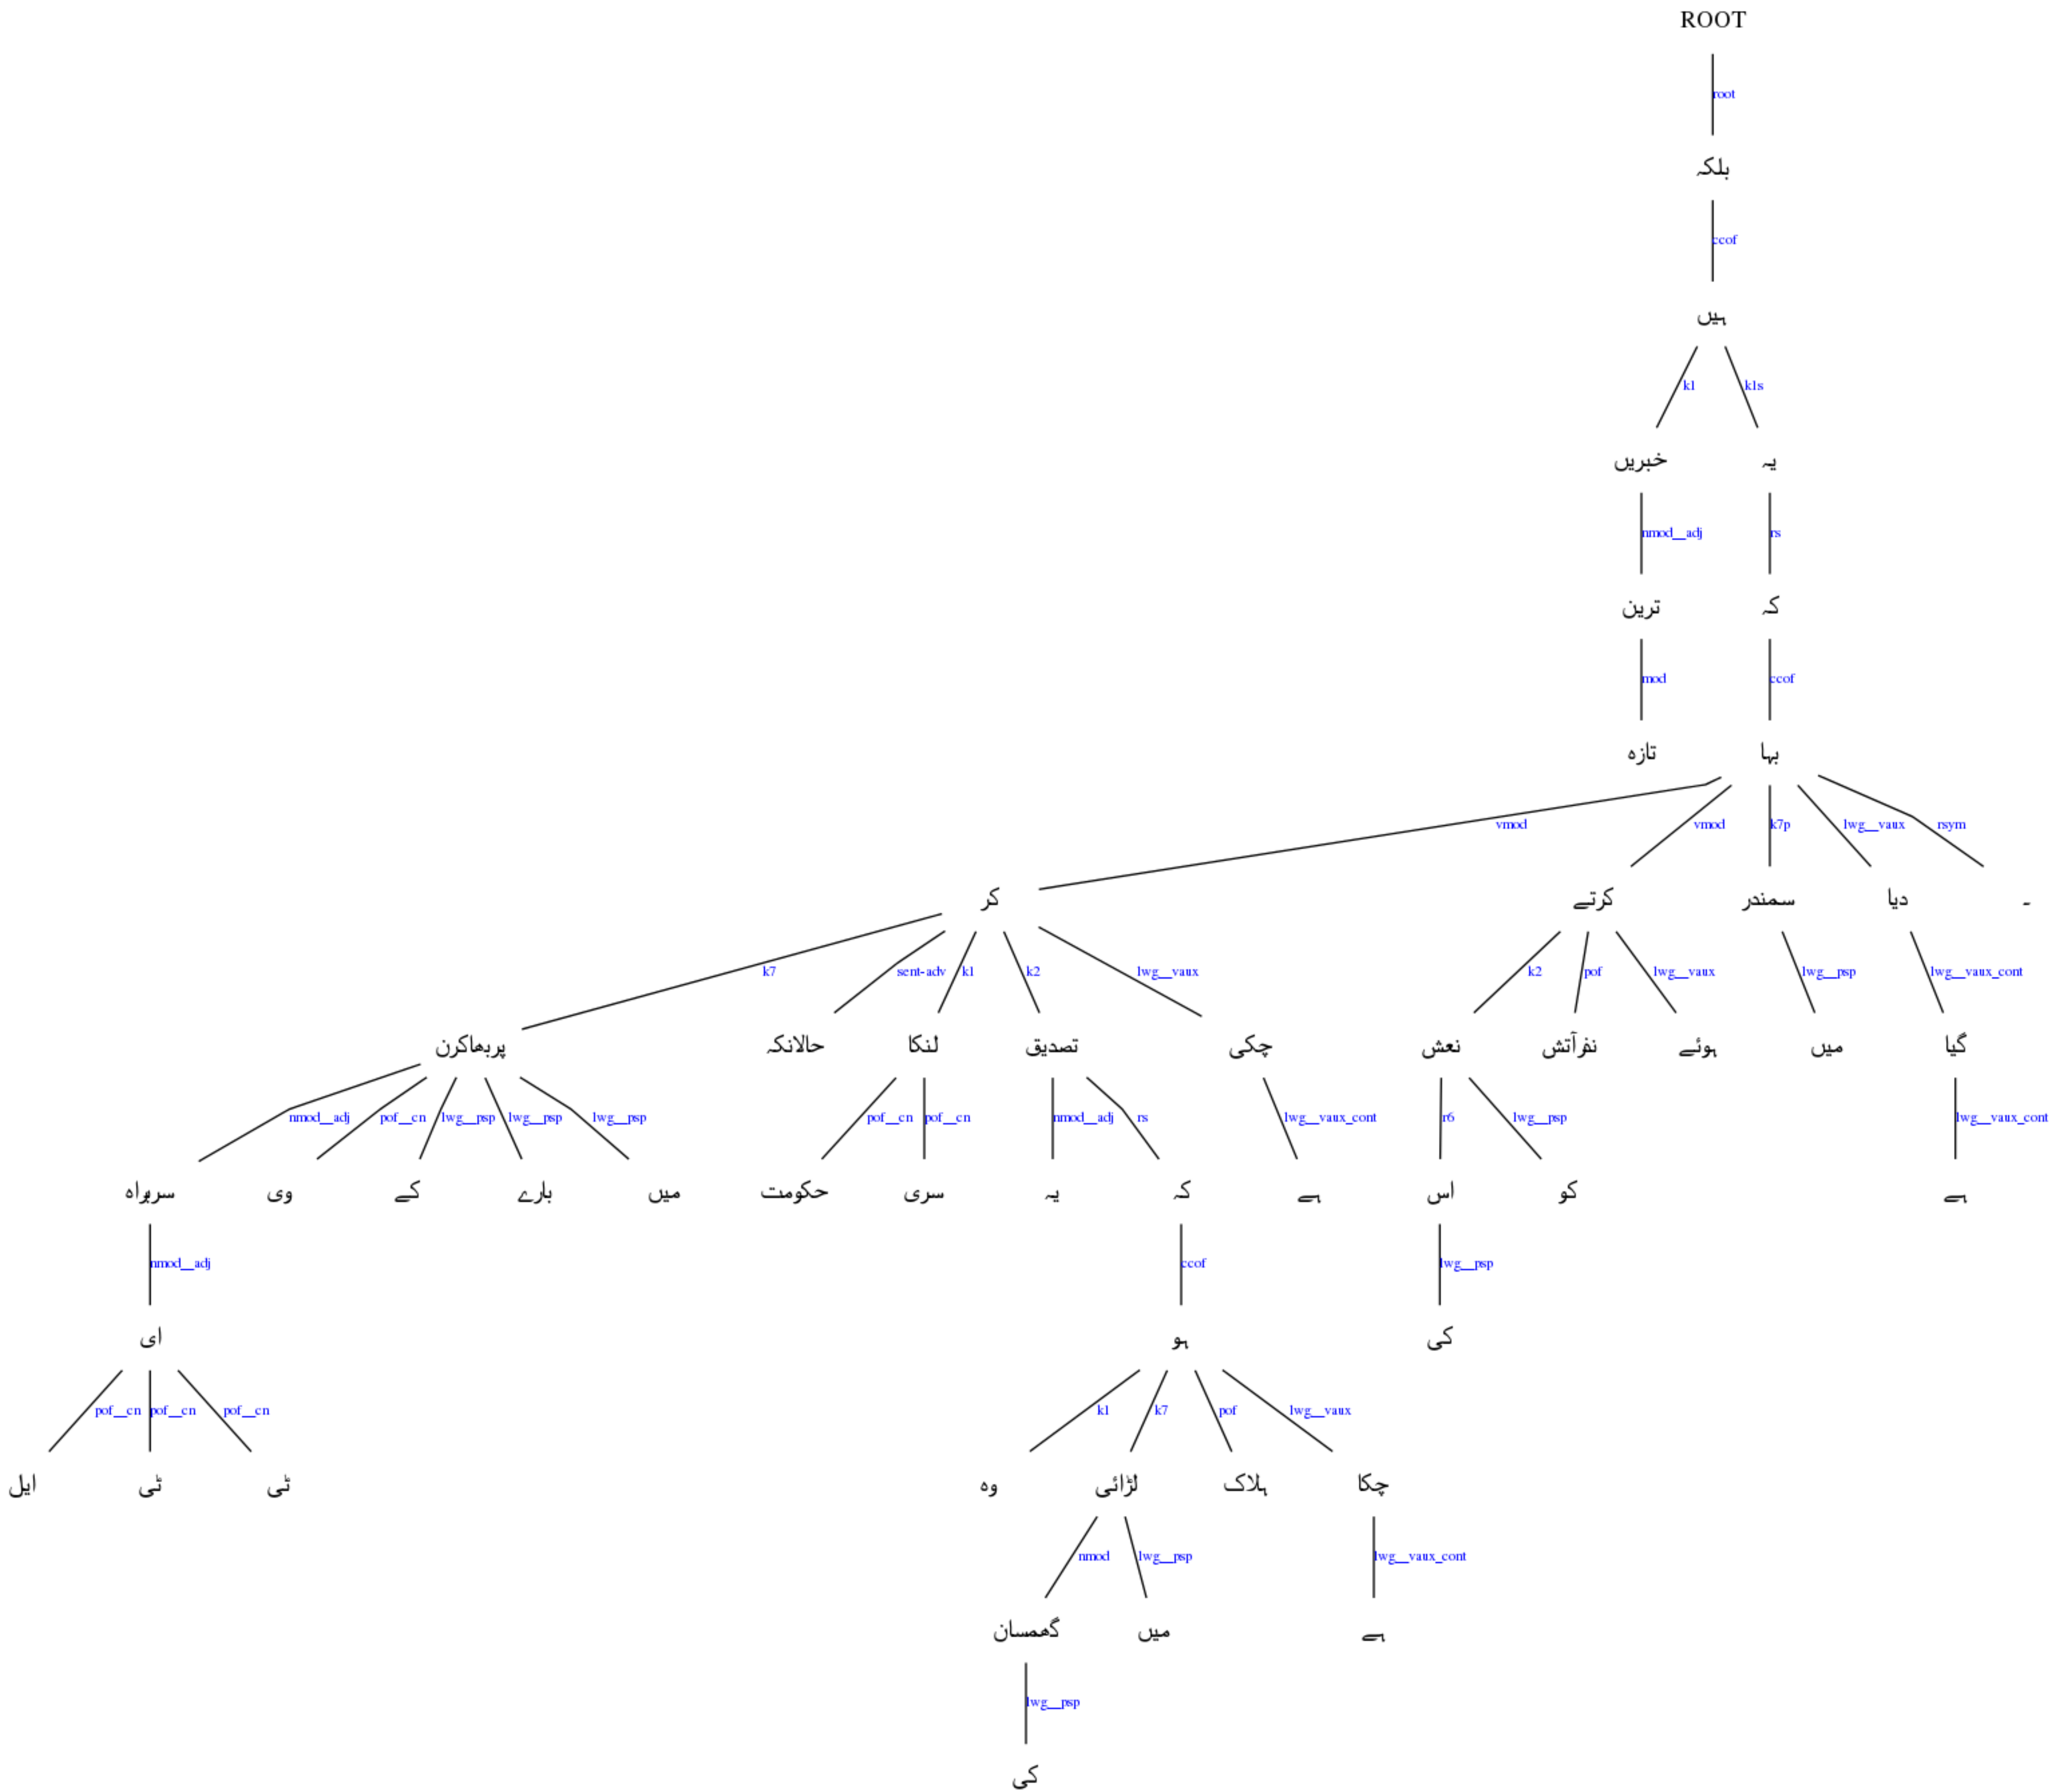 ROOT
root
بلکہ
ccof
ہیں
k1 k1s
خبریں یہ
nmod__adj rs
ترین کہ
mod ccof
تازہ بہا
vmod vmod k7p lwg__vaux rsym
کر کرتے سمندر دیا ۔
k7 sent-adv k1 k2 lwg__vaux k2 pof lwg__vaux lwg__psp lwg__vaux_cont
پربھاکرن حالانکہ لنکا تصدیق چکی نعش نفرآتش ہوئے میں گیا
nmod__adj pof__cn lwg__psp lwg__psp lwg__psp pof__cn pof__cn nmod__adj rs lwg__vaux_cont r6 lwg__psp lwg__vaux_cont
سربراہ وی کے بارے میں حکومت سری یہ کہ ہے اس کو ہے
nmod__adj ccof lwg__psp
ای ہو کی
pof__cn pof__cn pof__cn k1 k7 pof lwg__vaux
ایل ٹی ٹی وہ لڑائی ہلاک چکا
nmod lwg__psp lwg__vaux_cont
گھمسان میں ہے
lwg__psp
کی